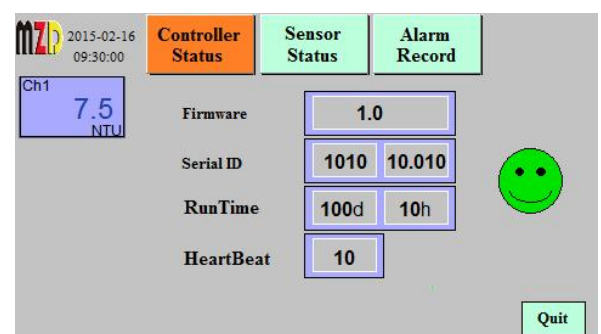 MZD 2015-02-16
09:30:00
Controller
Status
Sensor
Status
Alarm
Record
Ch1
7.5
NTU
Firmware 1.0
Serial ID 1010 10.010
RunTime 100d 10h
HeartBeat 10
Quit